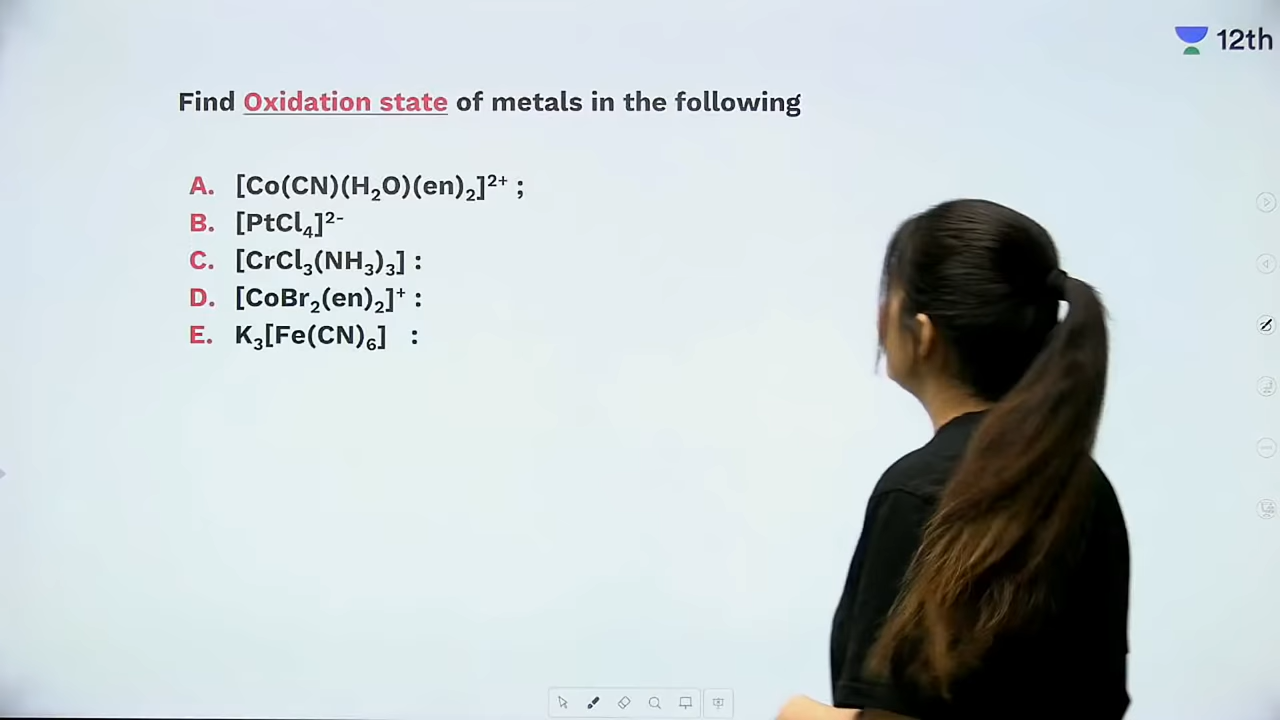 12th
Find Oxidation state of metals in the following
A. [Co(CN)(H₂O)(en)₂]²⁺ ;
B. [PtCl₄]²⁻
C. [CrCl₃(NH₃)₃] :
D. [CoBr₂(en)₂]⁺ :
E. K₃[Fe(CN)₆] :